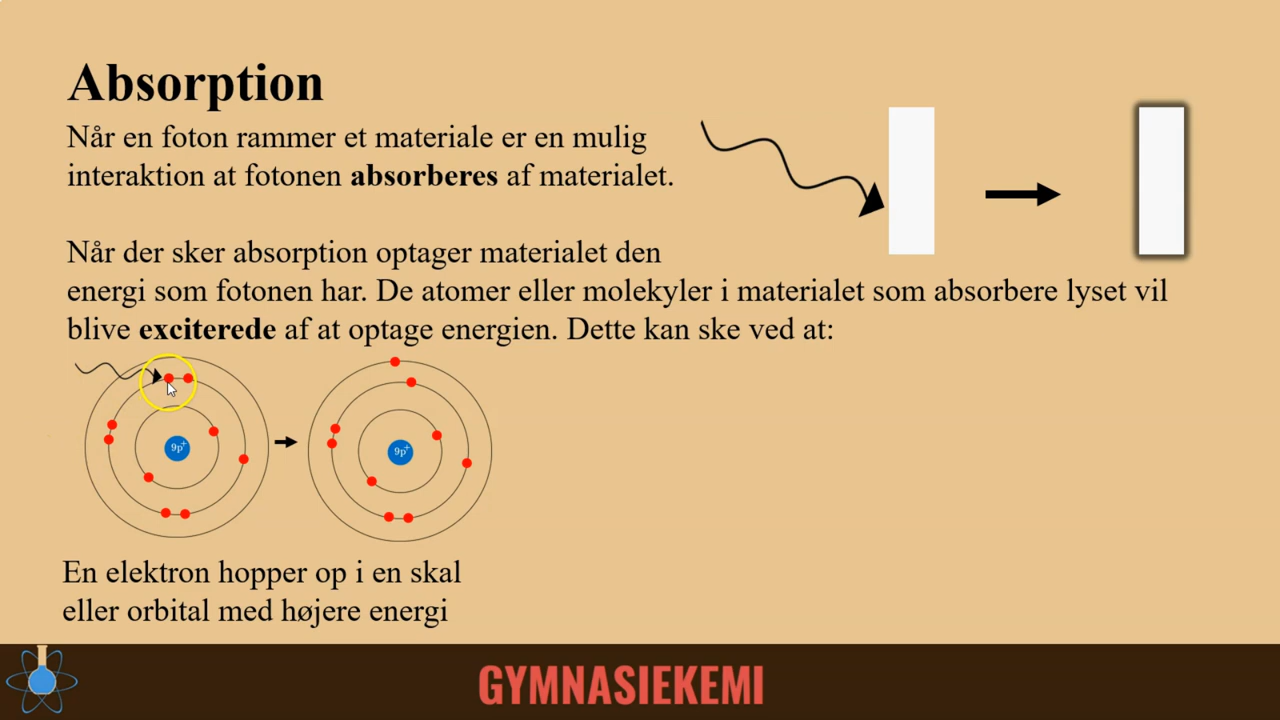 Absorption
Når en foton rammer et materiale er en mulig
interaktion at fotonen absorberes af materialet.
Når der sker absorption optager materialet den
energi som fotonen har. De atomer eller molekyler i materialet som absorbere lyset vil
blive exciterede af at optage energien. Dette kan ske ved at:
9p+
9p+
En elektron hopper op i en skal
eller orbital med højere energi
GYMNASIEKEMI